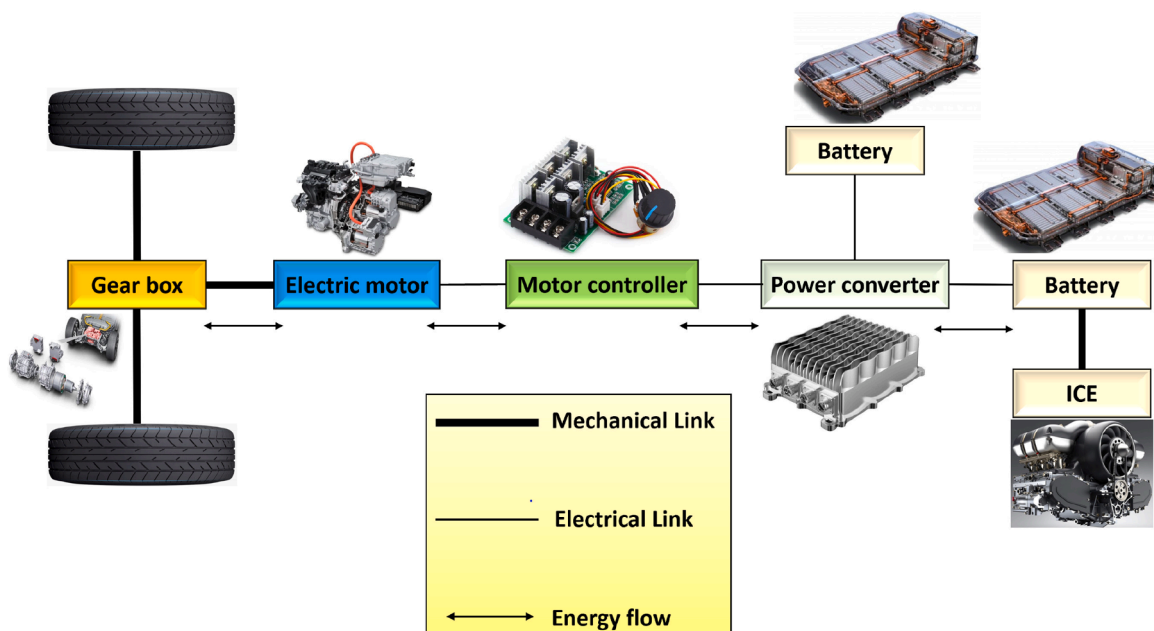 Battery
Gear box
Electric motor
Motor controller
Power converter
Battery
ICE
Mechanical Link
Electrical Link
Energy flow